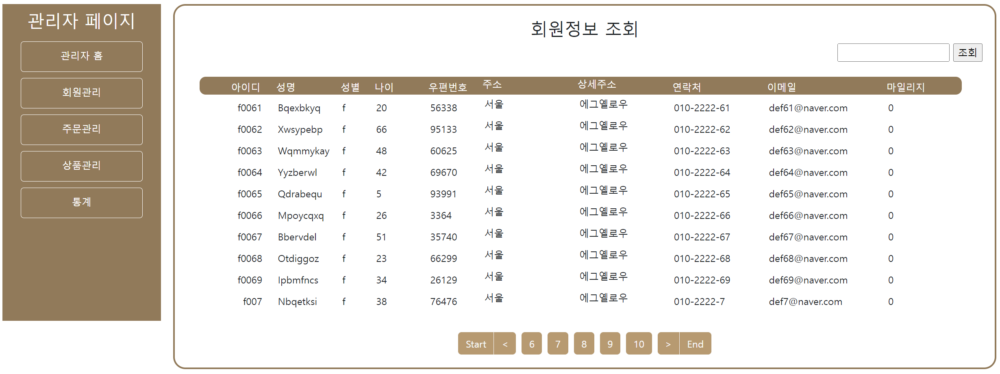 관리자 페이지
관리자 홈
회원관리
주문관리
상품관리
통계
회원정보 조회
조회
아이디 성명 성별 나이 우편번호 주소 상세주소 연락처 이메일 마일리지
f0061 Bqexbkyq f 20 56338 서울 에그옐로우 010-2222-61 def61@naver.com 0
f0062 Xwsypebp f 66 95133 서울 에그옐로우 010-2222-62 def62@naver.com 0
f0063 Wqmmykay f 48 60625 서울 에그옐로우 010-2222-63 def63@naver.com 0
f0064 Yyzberwl f 42 69670 서울 에그옐로우 010-2222-64 def64@naver.com 0
f0065 Qdrabequ f 5 93991 서울 에그옐로우 010-2222-65 def65@naver.com 0
f0066 Mpoycqxq f 26 3364 서울 에그옐로우 010-2222-66 def66@naver.com 0
f0067 Bbervdel f 51 35740 서울 에그옐로우 010-2222-67 def67@naver.com 0
f0068 Otdiggoz f 23 66299 서울 에그옐로우 010-2222-68 def68@naver.com 0
f0069 Ipbmfncs f 34 26129 서울 에그옐로우 010-2222-69 def69@naver.com 0
f007 Nbqetksi f 38 76476 서울 에그옐로우 010-2222-7 def7@naver.com 0
Start < 6 7 8 9 10 > End